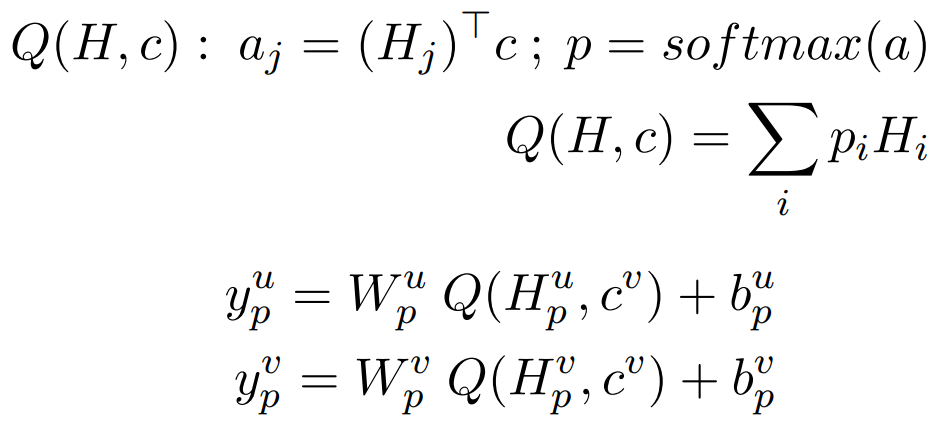 Q(H, c) : a_j = (H_j)^⊤ c ; p = softmax(a)
Q(H, c) = ∑_i p_i H_i
y_p^u = W_p^u Q(H_p^u, c^v) + b_p^u
y_p^v = W_p^v Q(H_p^v, c^v) + b_p^v